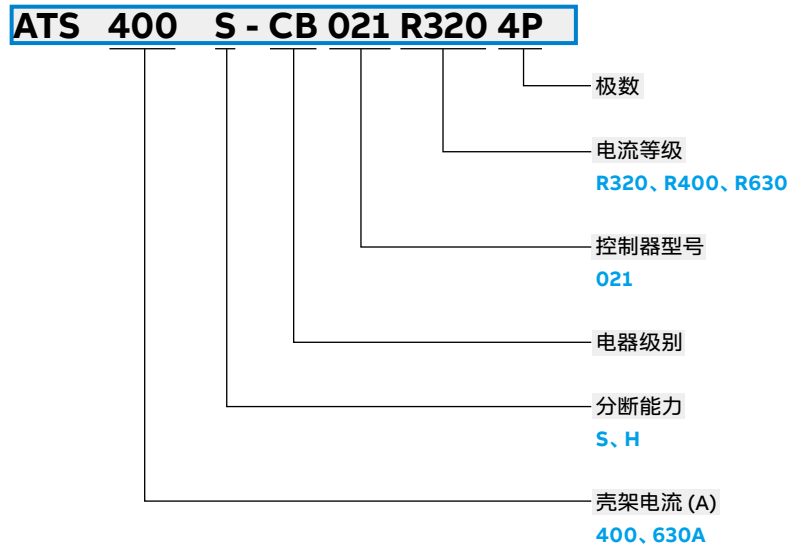 ATS 400 S - CB 021 R320 4P
极数
电流等级
R320、R400、R630
控制器型号
021
电器级别
分断能力
S、H
壳架电流 (A)
400、630A